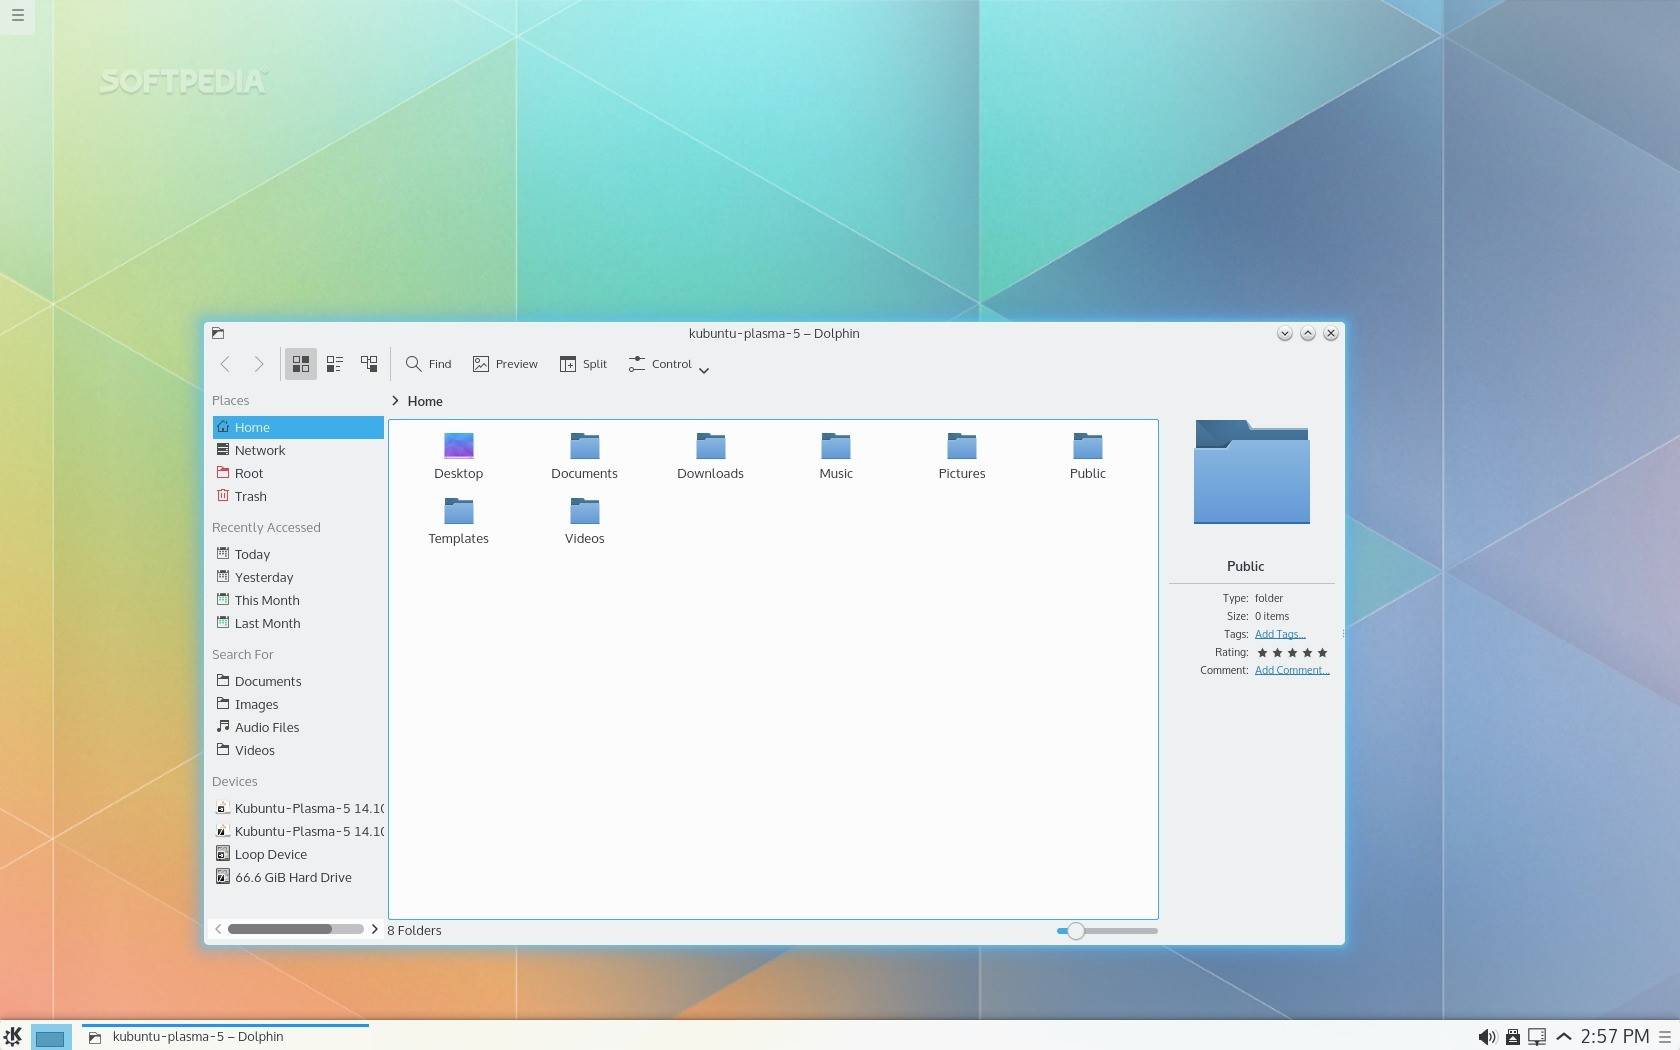 SOFTPEDIA
kubuntu-plasma-5 – Dolphin
Find Preview Split Control
Places
Home
Network
Root
Trash
Recently Accessed
Today
Yesterday
This Month
Last Month
Search For
Documents
Images
Audio Files
Videos
Devices
Kubuntu-Plasma-5 14.10
Kubuntu-Plasma-5 14.10
Loop Device
66.6 GiB Hard Drive
Home
Desktop Documents Downloads Music Pictures Public
Templates Videos
8 Folders
Public
Type: folder
Size: 0 items
Tags: Add Tags...
Rating: ★ ★ ★ ★ ★
Comment: Add Comment...
kubuntu-plasma-5 – Dolphin
2:57 PM